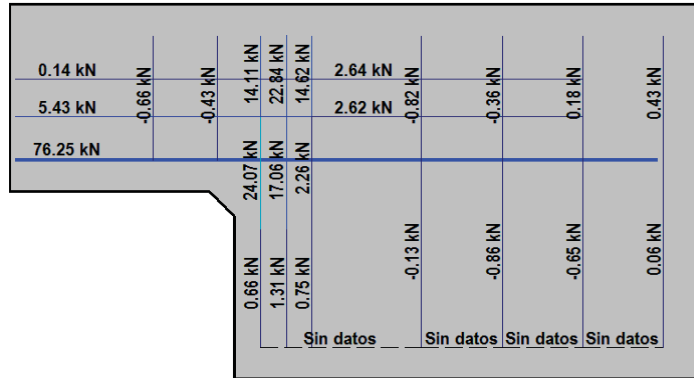 0.14 kN
-0.66 kN
-0.43 kN
14.11 kN
22.84 kN
14.62 kN
2.64 kN
-0.82 kN
-0.36 kN
0.18 kN
0.43 kN
5.43 kN
2.62 kN
76.25 kN
24.07 kN
17.06 kN
2.26 kN
0.66 kN
1.31 kN
0.75 kN
-0.13 kN
-0.86 kN
-0.65 kN
0.06 kN
Sin datos
Sin datos
Sin datos
Sin datos